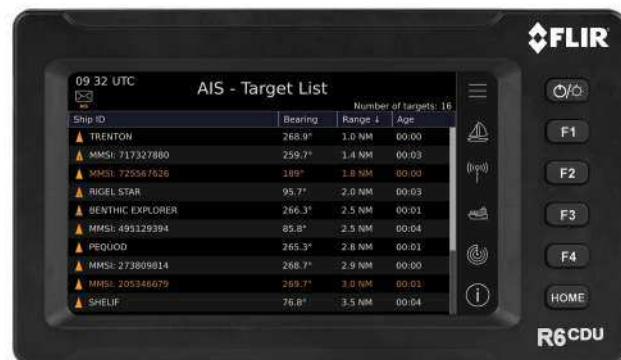 FLIR
09 32 UTC
AIS - Target List
AIS
Number of targets: 16
Ship ID Bearing Range ↓ Age
TRENTON 268.9° 1.0 NM 00:00
MMSI: 717327880 259.7° 1.4 NM 00:03
MMSI: 725567626 189° 1.8 NM 00:00
RIGEL STAR 95.7° 2.0 NM 00:03
BENTHIC EXPLORER 266.3° 2.5 NM 00:01
MMSI: 495129394 85.8° 2.5 NM 00:04
PEQUOD 265.3° 2.8 NM 00:01
MMSI: 273809814 268.7° 2.9 NM 00:00
MMSI: 205346679 269.7° 3.0 NM 00:01
SHELIF 76.8° 3.5 NM 00:04
F1
F2
F3
F4
HOME
R6 CDU